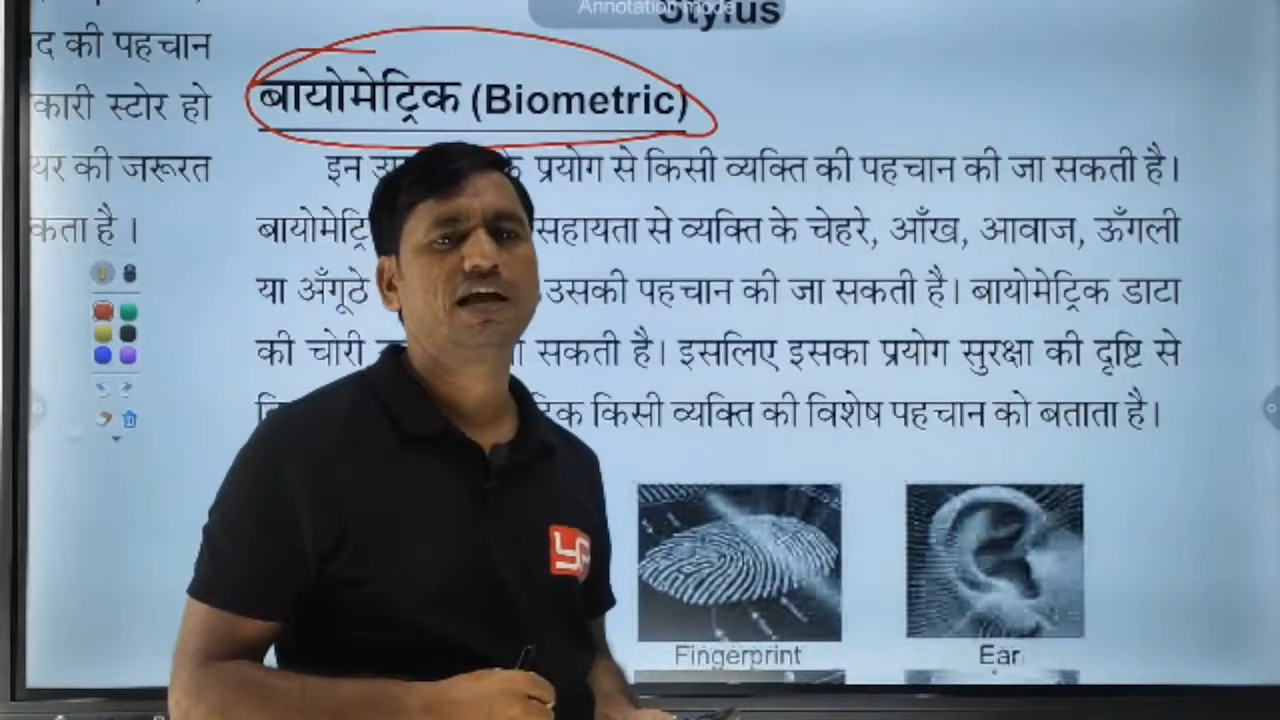 Annotation mode
Stylus
द की पहचान
कारी स्टोर हो
यर की जरूरत
कता है ।
बायोमेट्रिक (Biometric)
इन के प्रयोग से किसी व्यक्ति की पहचान की जा सकती है।
बायोमेट्रि सहायता से व्यक्ति के चेहरे, आँख, आवाज, ऊँगली
या अँगूठे उसकी पहचान की जा सकती है। बायोमेट्रिक डाटा
की चोरी सकती है। इसलिए इसका प्रयोग सुरक्षा की दृष्टि से
क किसी व्यक्ति की विशेष पहचान को बताता है।
Fingerprint
Ear